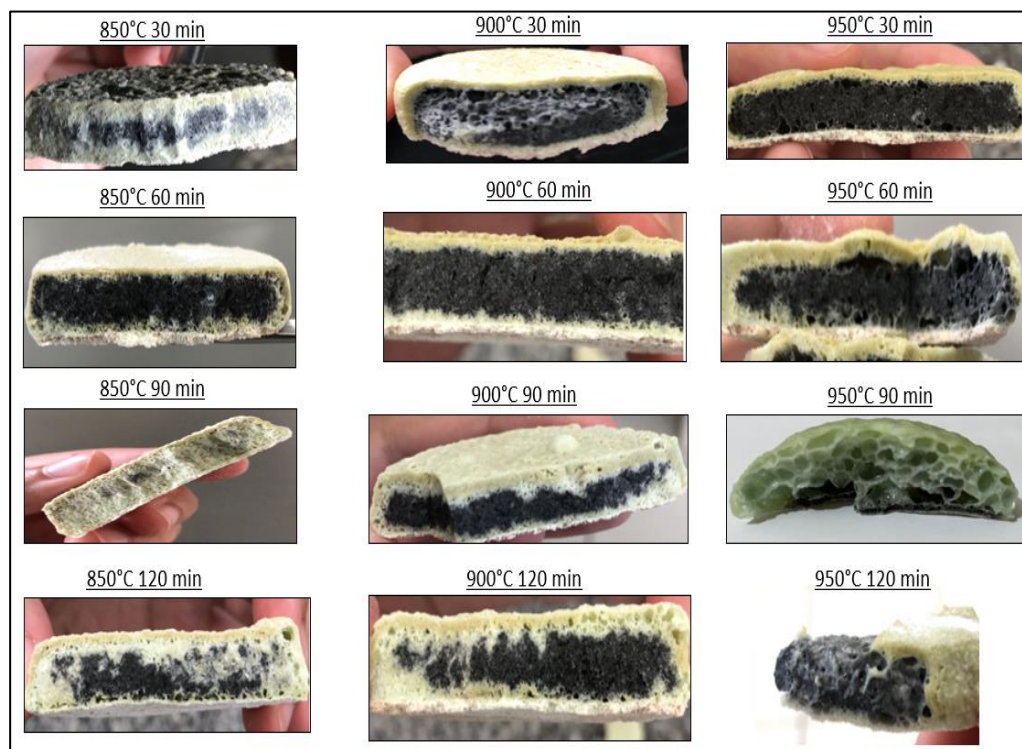 850°C 30 min
900°C 30 min
950°C 30 min
850°C 60 min
900°C 60 min
950°C 60 min
850°C 90 min
900°C 90 min
950°C 90 min
850°C 120 min
900°C 120 min
950°C 120 min